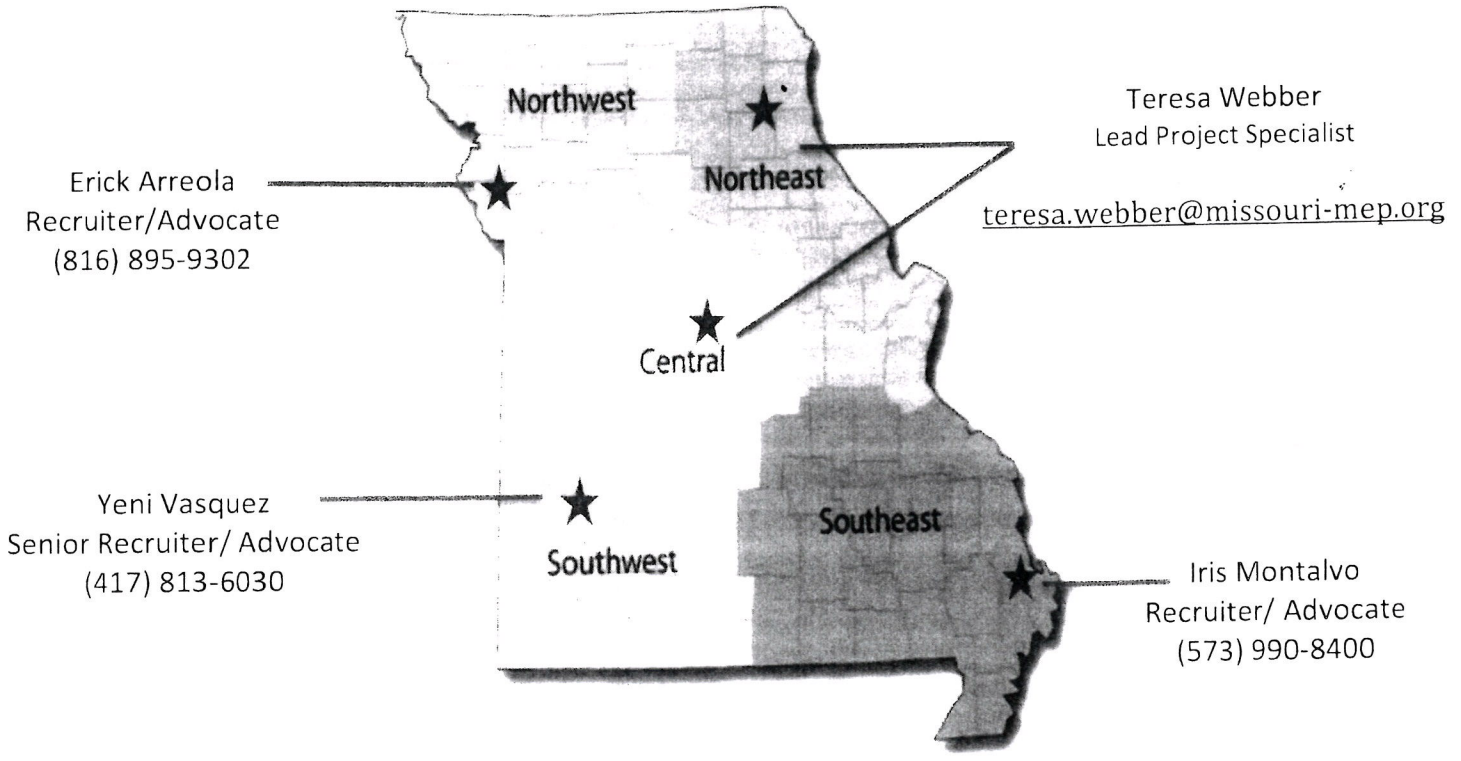 Northwest
Teresa Webber
Lead Project Specialist
Northeast
teresa.webber@missouri-mep.org
Erick Arreola
Recruiter/Advocate
(816) 895-9302
Central
Yeni Vasquez
Senior Recruiter/ Advocate
(417) 813-6030
Southwest
Southeast
Iris Montalvo
Recruiter/ Advocate
(573) 990-8400